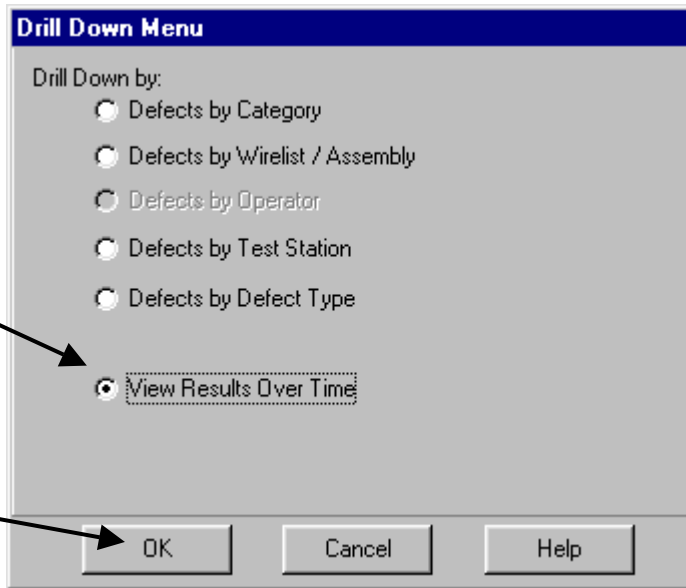 Drill Down Menu
Drill Down by:
Defects by Category
Defects by Wirelist / Assembly
Defects by Operator
Defects by Test Station
Defects by Defect Type
View Results Over Time
OK Cancel Help